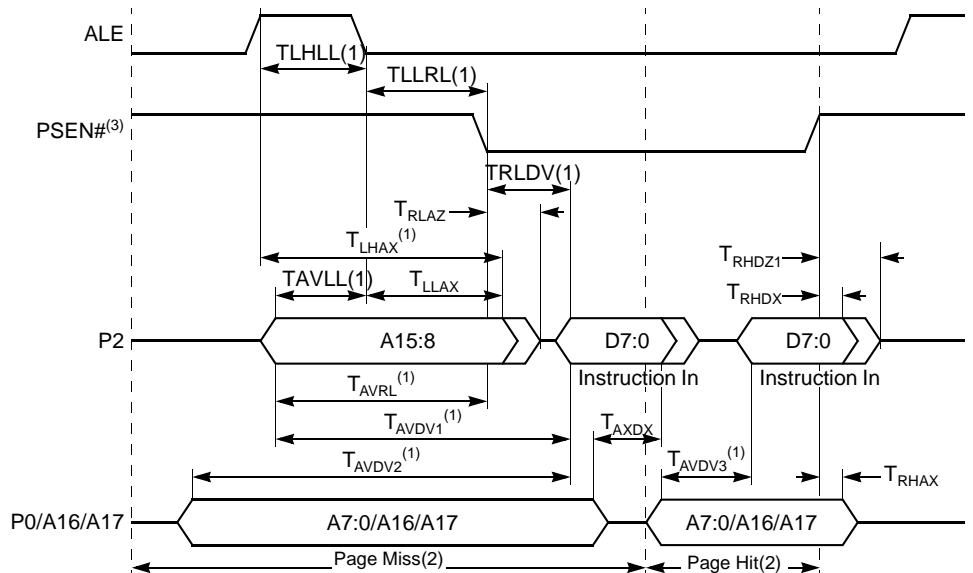 ALE
TLHLL(1)
TLLRL(1)
PSEN#(3)
TRLDV(1)
TRLAZ
TLHAX(1)
TRHDZ1
TAVLL(1)
TLLAX
TRHDX
P2
A15:8
D7:0
D7:0
Instruction In
Instruction In
TAVRL(1)
TAVDV1(1)
TAXDX
TAVDV2(1)
TAVDV3(1)
TRHAX
P0/A16/A17
A7:0/A16/A17
A7:0/A16/A17
Page Miss(2)
Page Hit(2)